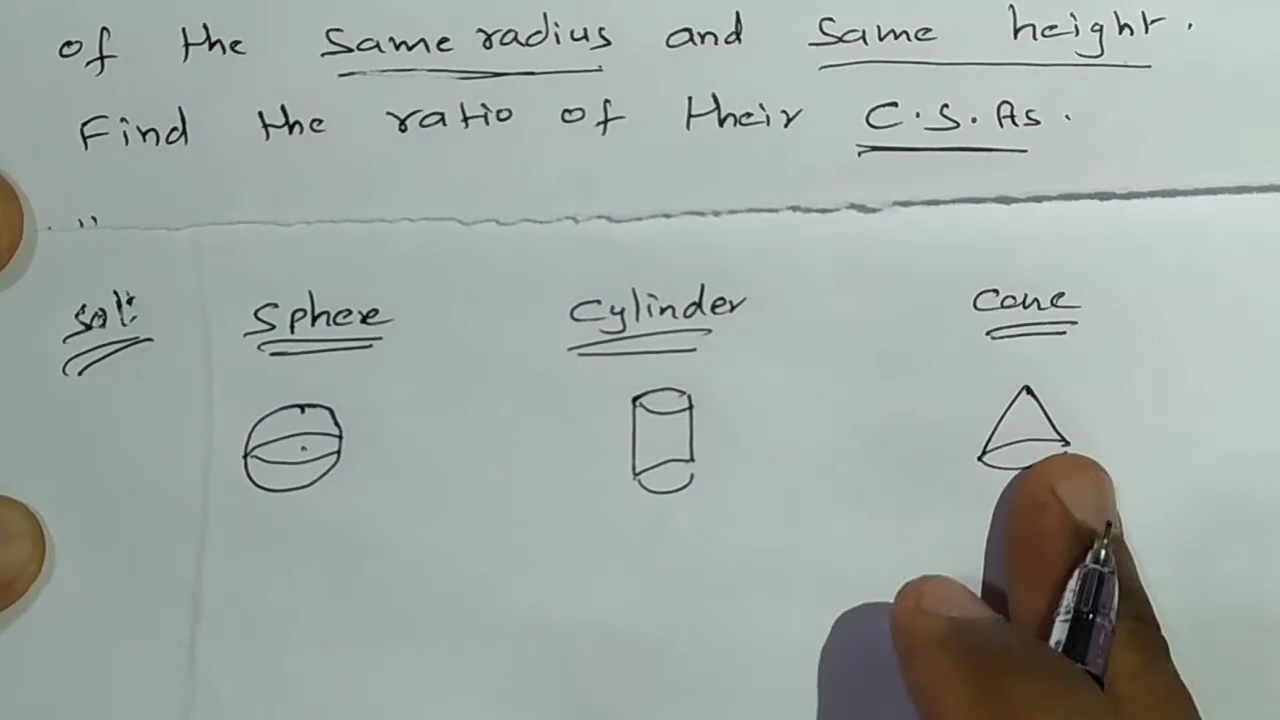 of the same radius and same height.
Find the ratio of their C.S.As.
Sol:
Sphere
Cylinder
Cone